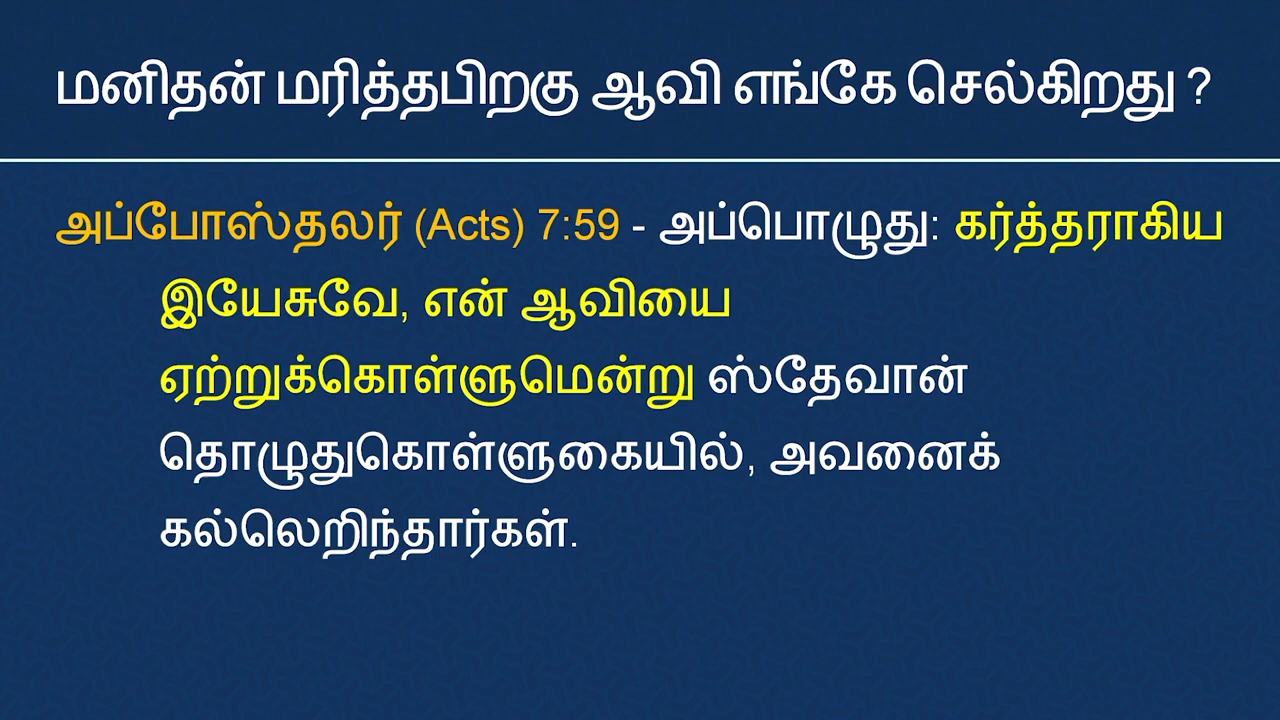 மனிதன் மரித்தபிறகு ஆவி எங்கே செல்கிறது ?
அப்போஸ்தலர் (Acts) 7:59 - அப்பொழுது: கர்த்தராகிய
இயேசுவே, என் ஆவியை
ஏற்றுக்கொள்ளுமென்று ஸ்தேவான்
தொழுதுகொள்ளுகையில், அவனைக்
கல்லெறிந்தார்கள்.